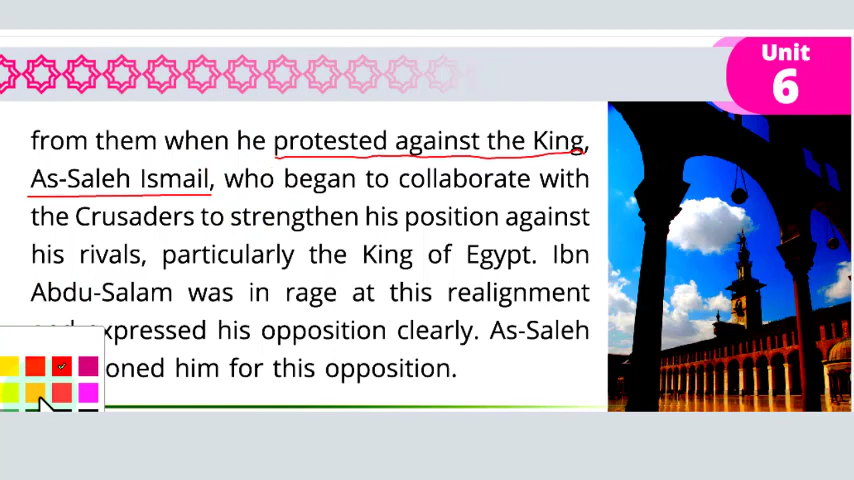 Unit
6
from them when he protested against the King,
As-Saleh Ismail, who began to collaborate with
the Crusaders to strengthen his position against
his rivals, particularly the King of Egypt. Ibn
Abdu-Salam was in rage at this realignment
expressed his opposition clearly. As-Saleh
him for this opposition.